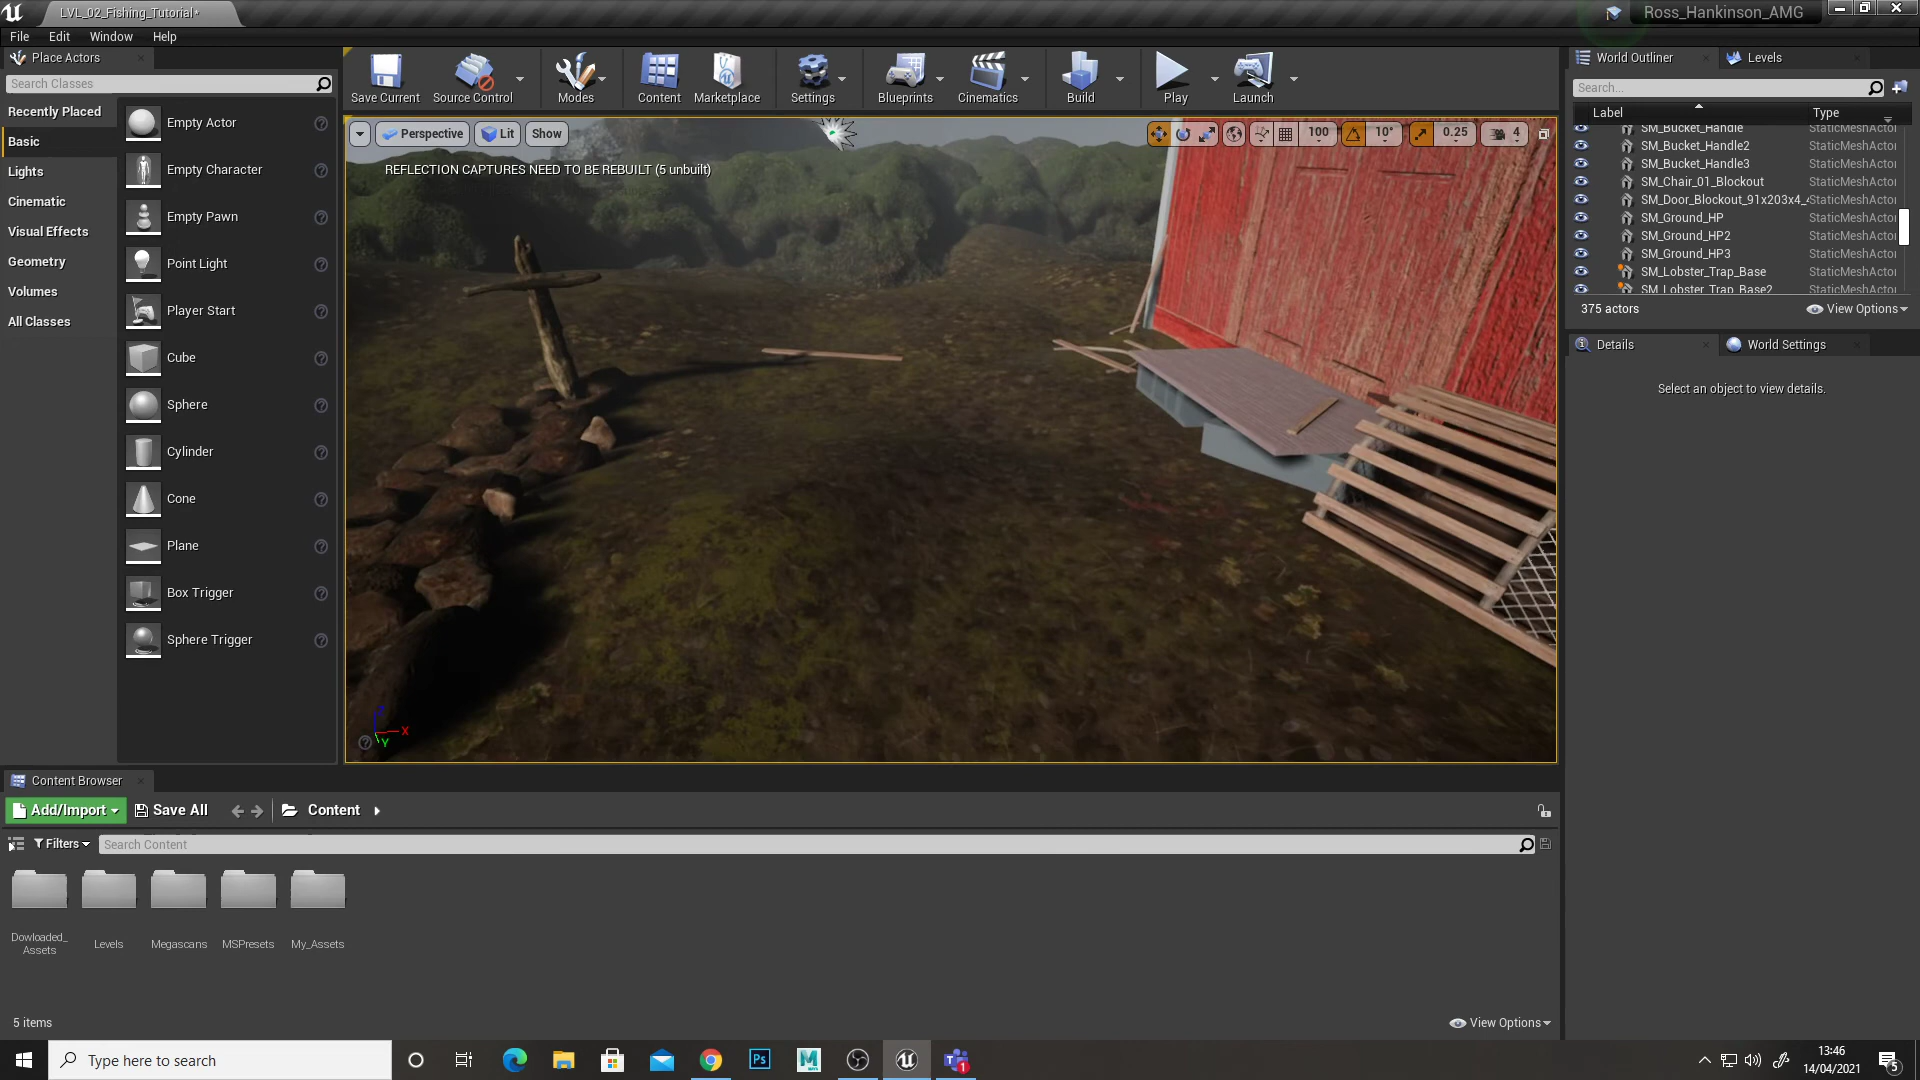 LVL_02_Fishing_Tutorial*
Ross_Hankinson_AMG
File Edit Window Help
Place Actors
Search Classes
Recently Placed
Basic
Lights
Cinematic
Visual Effects
Geometry
Volumes
All Classes
Empty Actor
Empty Character
Empty Pawn
Point Light
Player Start
Cube
Sphere
Cylinder
Cone
Plane
Box Trigger
Sphere Trigger
Save Current Source Control Modes Content Marketplace Settings Blueprints Cinematics Build Play Launch
Perspective Lit Show
100 10° 0.25 4
REFLECTION CAPTURES NEED TO BE REBUILT (5 unbuilt)
Z
X
Y
World Outliner Levels
Search...
Label Type
SM_Bucket_Handle StaticMeshActor
SM_Bucket_Handle2 StaticMeshActor
SM_Bucket_Handle3 StaticMeshActor
SM_Chair_01_Blockout StaticMeshActor
SM_Door_Blockout_91x203x4_ StaticMeshActor
SM_Ground_HP StaticMeshActor
SM_Ground_HP2 StaticMeshActor
SM_Ground_HP3 StaticMeshActor
SM_Lobster_Trap_Base StaticMeshActor
SM_Lobster_Trap_Base2 StaticMeshActor
375 actors View Options
Details World Settings
Select an object to view details.
Content Browser
Add/Import Save All Content
Filters Search Content
Dowloaded_
Assets
Levels
Megascans
MSPresets
My_Assets
5 items View Options
Type here to search
Ps
M
T 1
13:46
14/04/2021
5